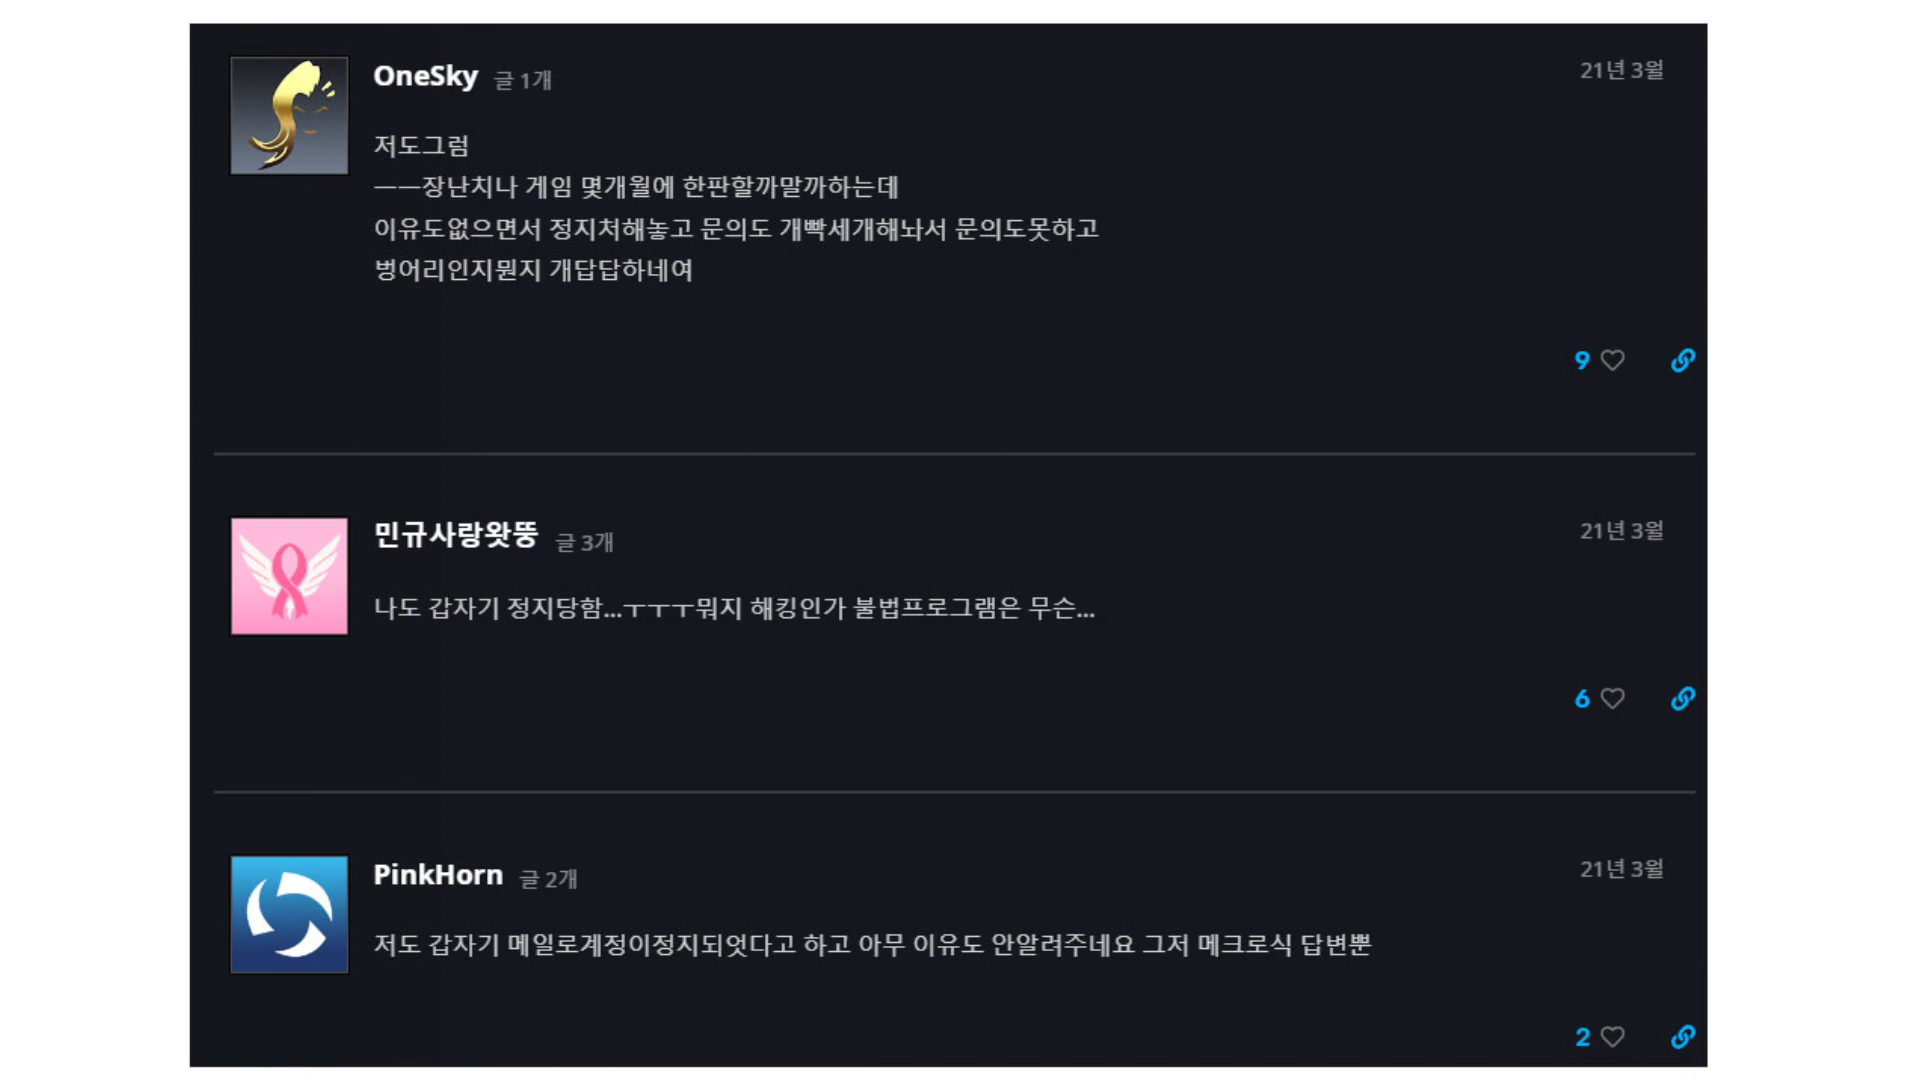 OneSky 글 1개
21년 3월
저도그럼
ㅡㅡ장난치나 게임 몇개월에 한판할까말까하는데
이유도없으면서 정지처해놓고 문의도 개빡세개해놔서 문의도못하고
벙어리인지뭔지 개답답하네여
9
민규사랑왓뚱 글 3개
21년 3월
나도 갑자기 정지당함...ㅜㅜㅜ뭐지 해킹인가 불법프로그램은 무슨...
6
PinkHorn 글 2개
21년 3월
저도 갑자기 메일로계정이정지되엇다고 하고 아무 이유도 안알려주네요 그저 메크로식 답변뿐
2